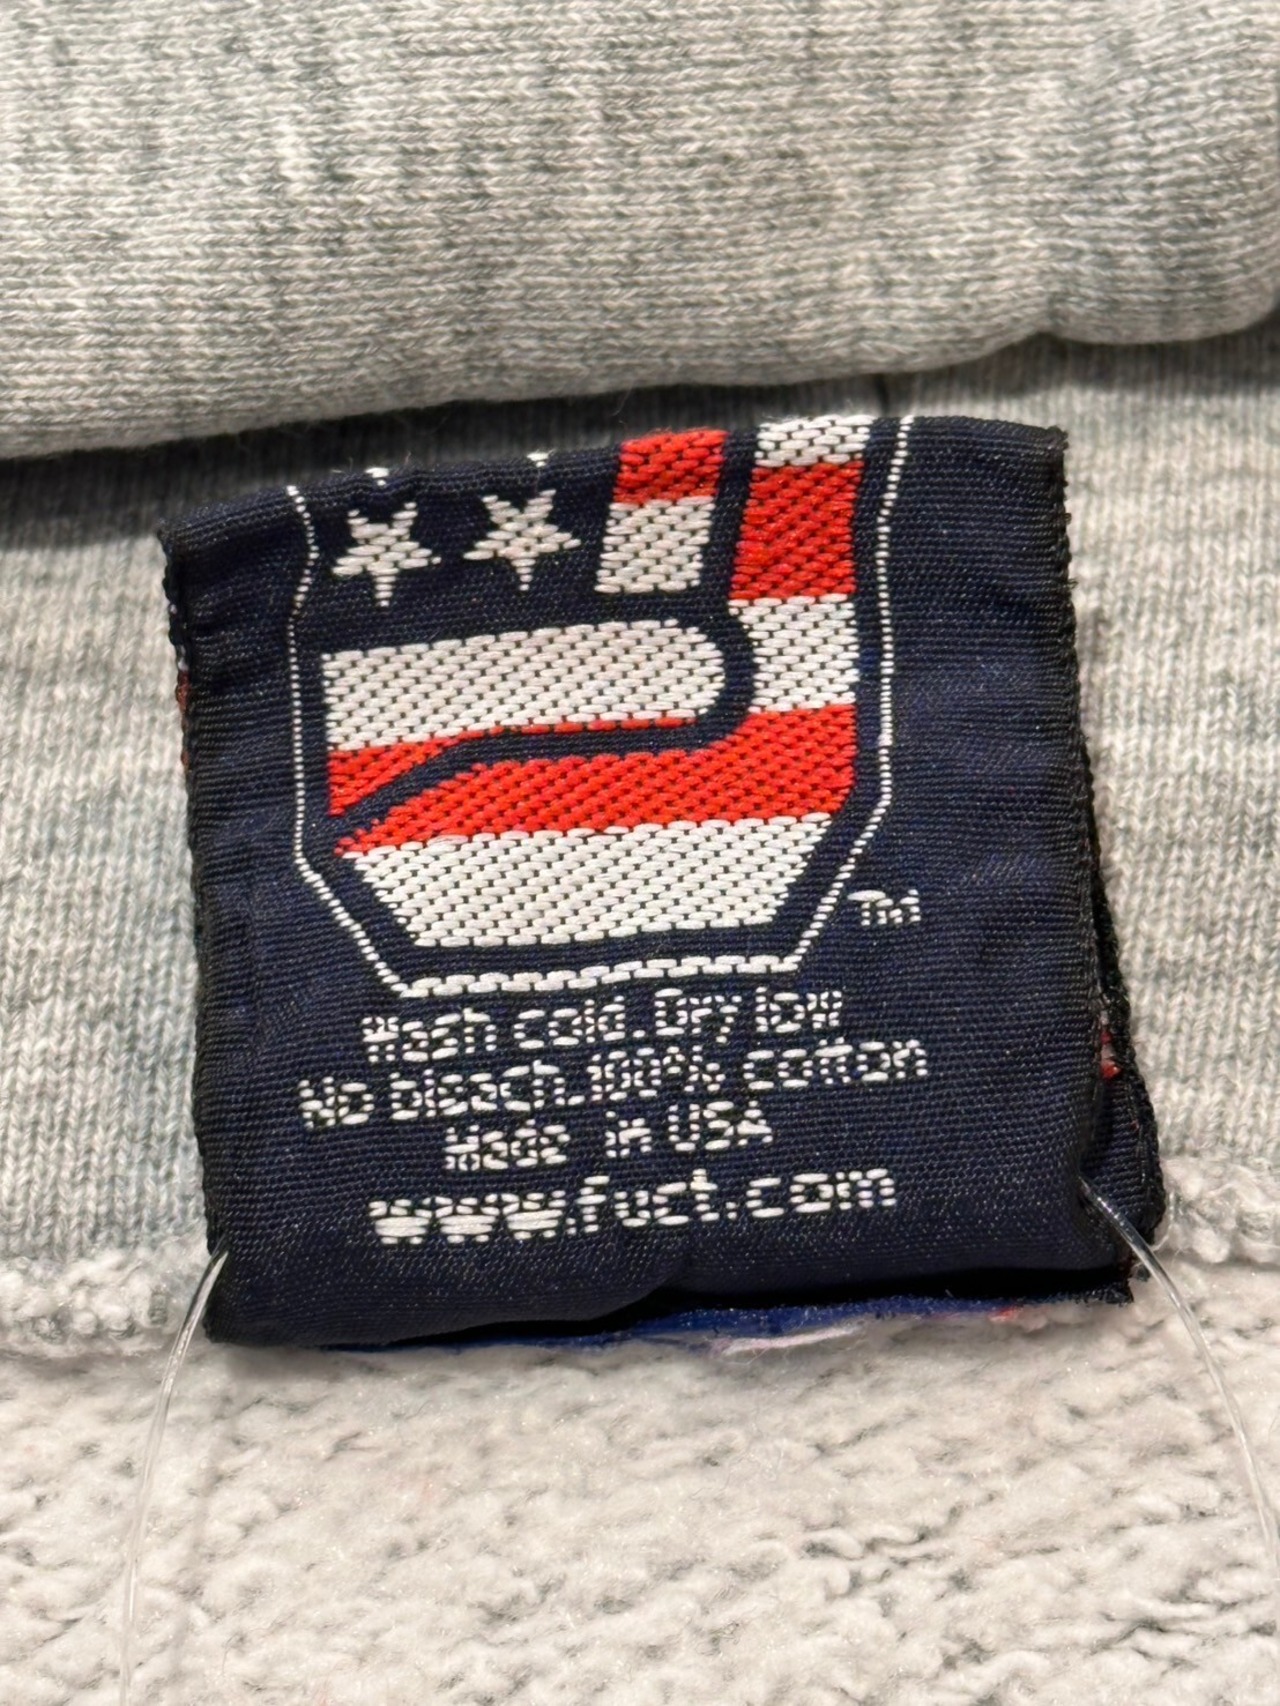 TM
Wash cold. Dry low
No bleach. 100% cotton
Made in USA
www.fuct.com